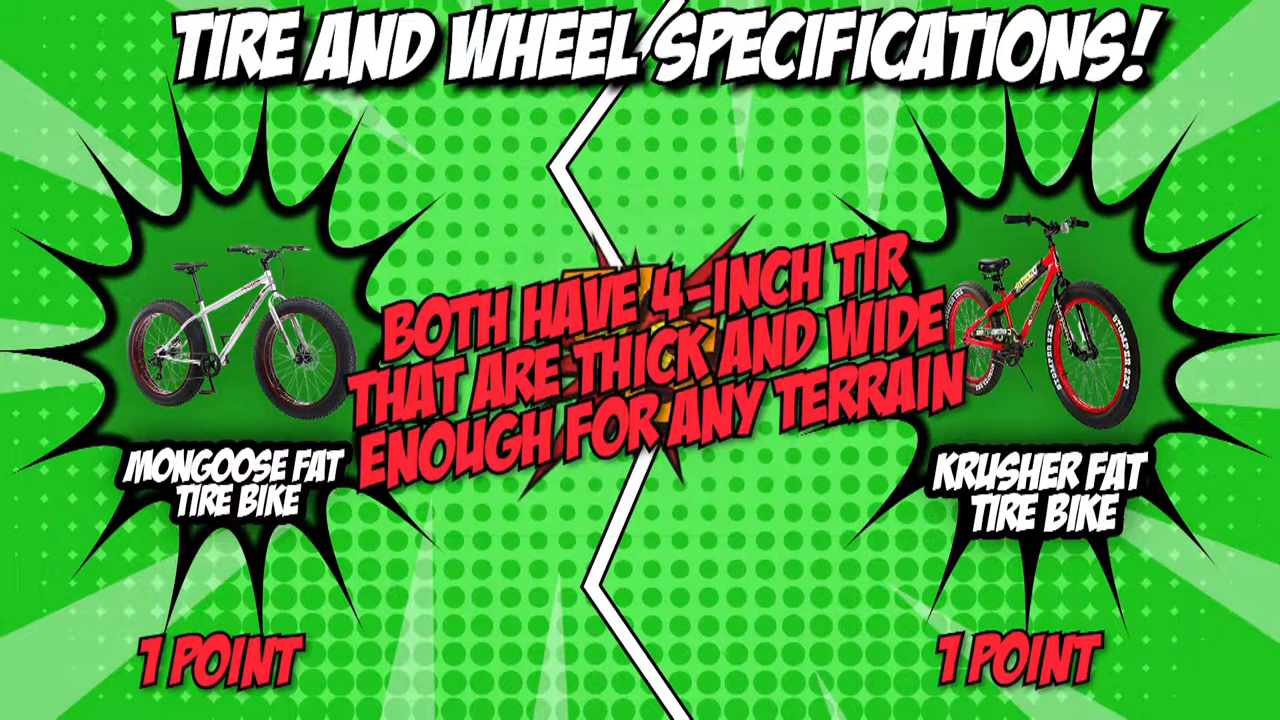 TIRE AND WHEEL SPECIFICATIONS!
BOTH HAVE 4-INCH TIR
THAT ARE THICK AND WIDE
ENOUGH FOR ANY TERRAIN
MONGOOSE FAT
TIRE BIKE
KRUSHER FAT
TIRE BIKE
1 POINT
1 POINT